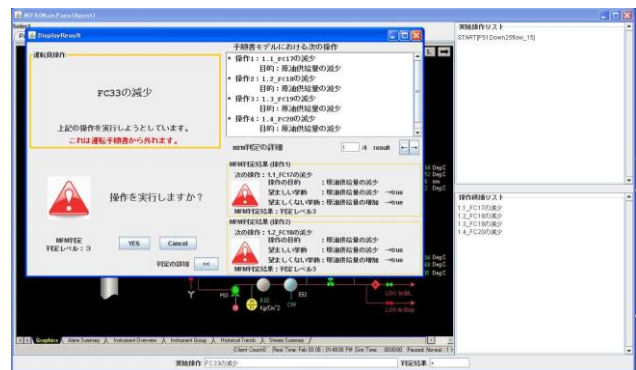 MPAOMainPane(Agent)
Select
DisplayResult
運転員操作
FC33の減少
上記の操作を実行しようとしています。
これは運転手順書から外れます。
操作を実行しますか?
MFM判定
判定レベル:3
YES
Cancel
判定の詳細
<<
手順書モデルにおける次の操作
• 操作1:1.1_FC17の減少
目的:原油供給量の減少
• 操作2:1.2_FC18の減少
目的:原油供給量の減少
• 操作3:1.3_FC19の減少
目的:原油供給量の減少
• 操作4:1.4_FC20の減少
目的:原油供給量の減少
MFM判定の詳細
1 /4 result
MFM判定結果(操作1)
次の操作:1.1_FC17の減少
操作の目的 :原油供給量の減少
望ましい挙動 :原油供給量の減少 →true
望ましくない挙動 :原油供給量の増加 →true
MFM判定結果:判定レベル3
MFM判定結果(操作2)
次の操作:1.2_FC18の減少
操作の目的 :原油供給量の減少
望ましい挙動 :原油供給量の減少 →true
望ましくない挙動 :原油供給量の増加 →true
MFM判定結果:判定レベル3
実施操作リスト
START[P51Down25flow_15]
操作候補リスト
1.1_FC17の減少
1.2_FC18の減少
1.3_FC19の減少
1.4_FC20の減少
Kg/Cm^2
CW
E52
LGO to B/L
LGO to Slop
Graphics
Alarm Summary
Instrument Overview
Instrument Group
Historical Trends
Steam Summary
実施操作
FC33の減少
判定結果